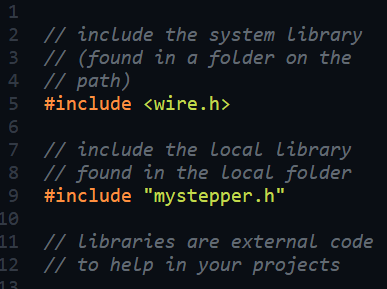 1
2 // include the system library
3 // (found in a folder on the
4 // path)
5 #include <wire.h>
6
7 // include the local library
8 // found in the local folder
9 #include "mystepper.h"
10
11 // libraries are external code
12 // to help in your projects
13